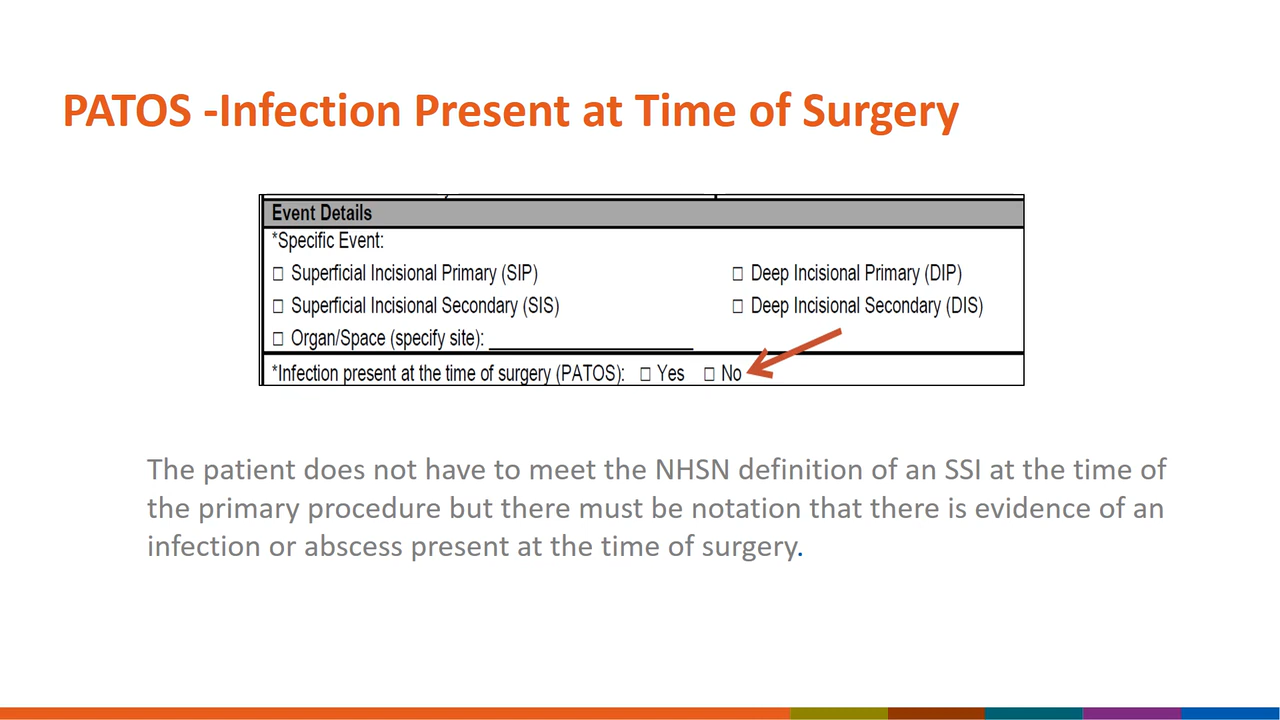 PATOS -Infection Present at Time of Surgery
Event Details
*Specific Event:
☐ Superficial Incisional Primary (SIP) ☐ Deep Incisional Primary (DIP)
☐ Superficial Incisional Secondary (SIS) ☐ Deep Incisional Secondary (DIS)
☐ Organ/Space (specify site): ____________________
*Infection present at the time of surgery (PATOS): ☐ Yes ☐ No
The patient does not have to meet the NHSN definition of an SSI at the time of
the primary procedure but there must be notation that there is evidence of an
infection or abscess present at the time of surgery.